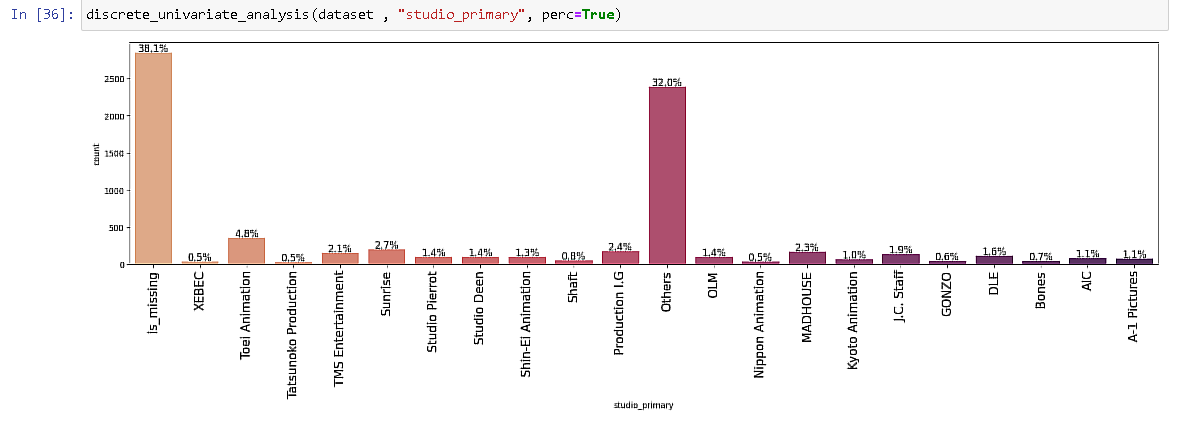 In [36]: discrete_univariate_analysis(dataset , "studio_primary", perc=True)
38.1%
0.5%
4.8%
0.5%
2.1%
2.7%
1.4%
1.4%
1.3%
0.8%
2.4%
32.0%
1.4%
0.5%
2.3%
1.0%
1.9%
0.6%
1.6%
0.7%
1.1%
1.1%
count
2500
2000
1500
1000
500
0
Is_missing
XEBEC
Toei Animation
Tatsunoko Production
TMS Entertainment
Sunrise
Studio Pierrot
Studio Deen
Shin-Ei Animation
Shaft
Production I.G
Others
OLM
Nippon Animation
MADHOUSE
Kyoto Animation
J.C. Staff
GONZO
DLE
Bones
AIC
A-1 Pictures
studio_primary